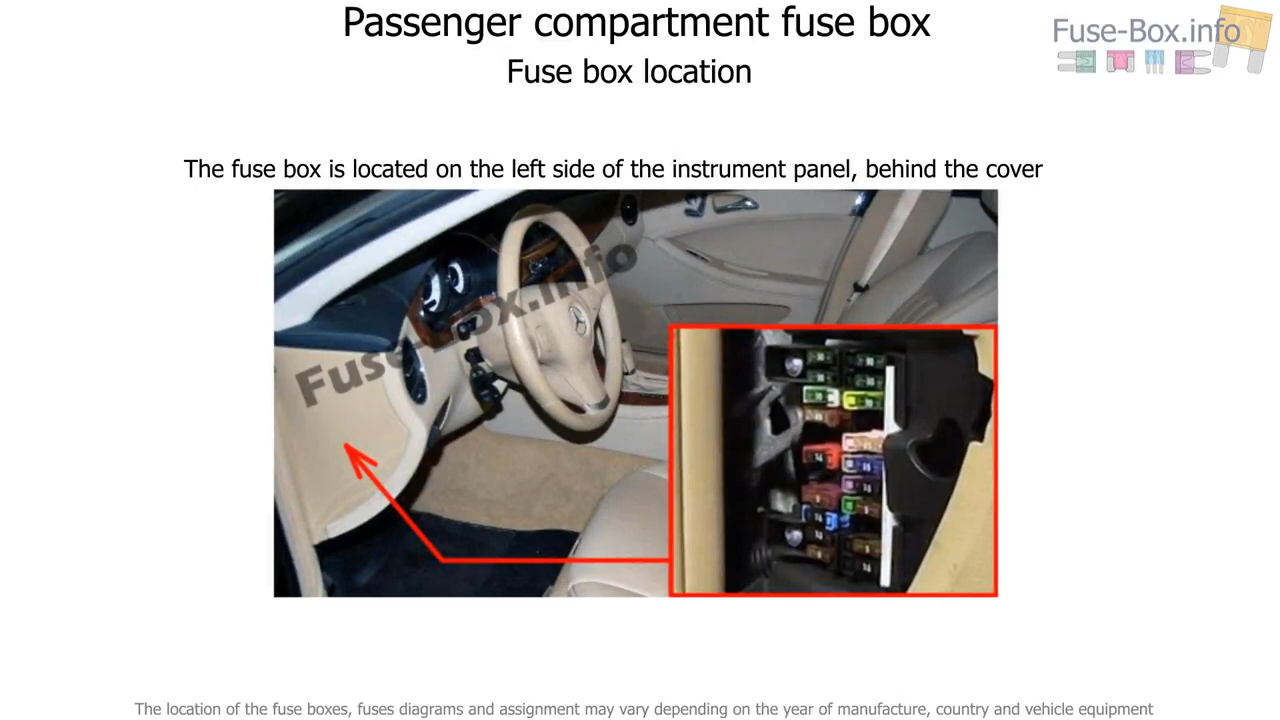 Passenger compartment fuse box
Fuse-Box.info
Fuse box location
The fuse box is located on the left side of the instrument panel, behind the cover
Fuse-Box.info
The location of the fuse boxes, fuses diagrams and assignment may vary depending on the year of manufacture, country and vehicle equipment